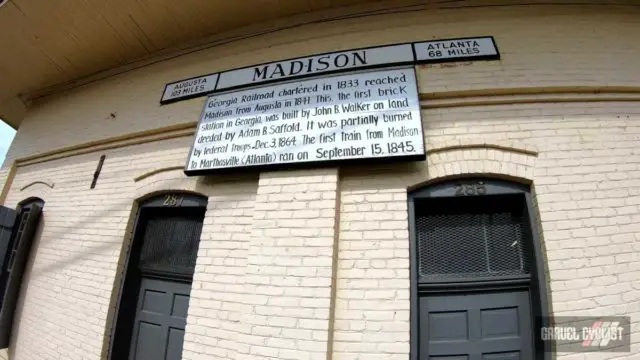 MADISON
AUGUSTA
103 MILES
ATLANTA
68 MILES
Georgia Railroad chartered in 1833 reached
Madison from Augusta in 1841. This, the first brick
station in Georgia, was built by John B. Walker on land
deeded by Adam B. Saffold. It was partially burned
by federal troops Dec. 3, 1864. The first Train from Madison
to Marthasville (Atlanta) ran on September 15, 1845.
287
285
GRAVEL CYCLIST